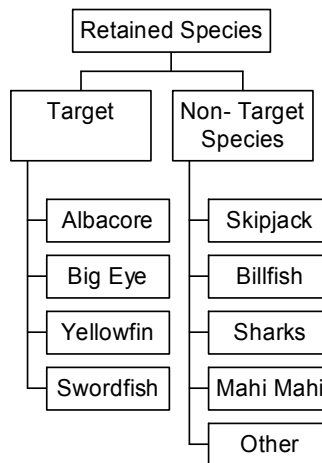 Retained Species
Target
Non- Target
Species
Albacore
Big Eye
Yellowfin
Swordfish
Skipjack
Billfish
Sharks
Mahi Mahi
Other